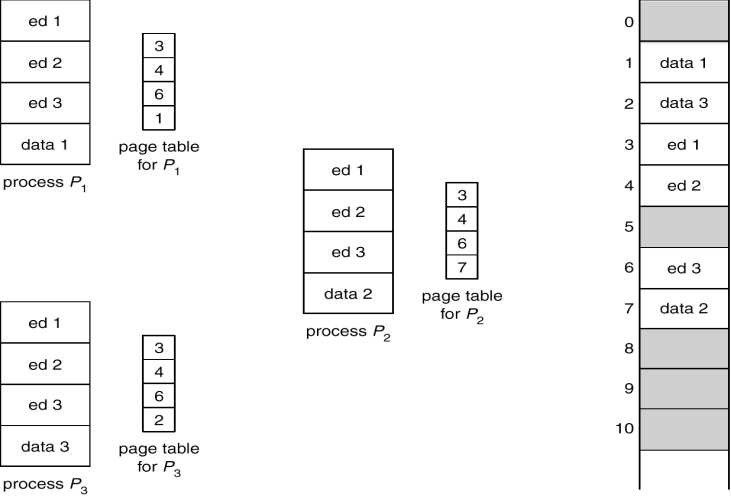 ed 1
ed 2
ed 3
data 1
process P1
3
4
6
1
page table
for P1
ed 1
ed 2
ed 3
data 2
process P2
3
4
6
7
page table
for P2
ed 1
ed 2
ed 3
data 3
process P3
3
4
6
2
page table
for P3
0
1 data 1
2 data 3
3 ed 1
4 ed 2
5
6 ed 3
7 data 2
8
9
10